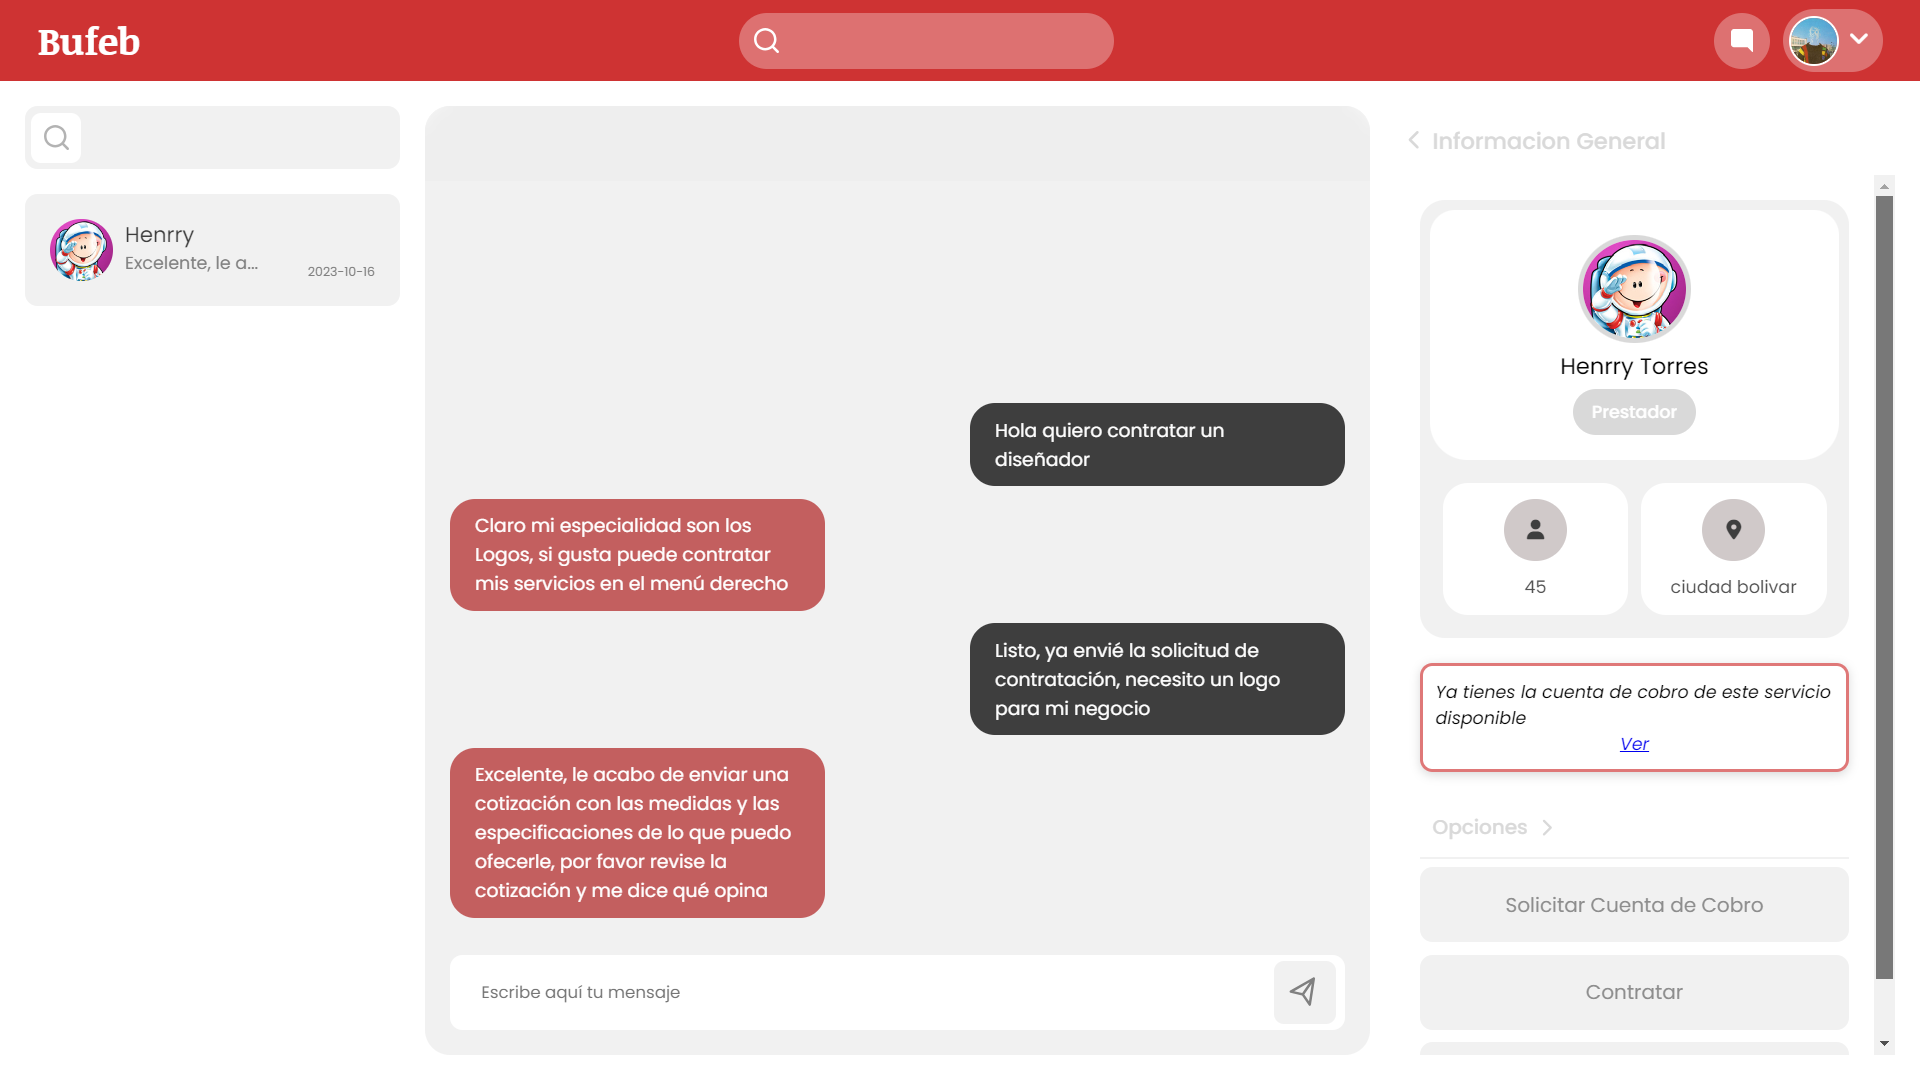 Bufeb
Henrry
Excelente, le a...
2023-10-16
Hola quiero contratar un
diseñador
Claro mi especialidad son los
Logos, si gusta puede contratar
mis servicios en el menú derecho
Listo, ya envié la solicitud de
contratación, necesito un logo
para mi negocio
Excelente, le acabo de enviar una
cotización con las medidas y las
especificaciones de lo que puedo
ofecerle, por favor revise la
cotización y me dice qué opina
Escribe aquí tu mensaje
Informacion General
Henrry Torres
Prestador
45
ciudad bolivar
Ya tienes la cuenta de cobro de este servicio
disponible
Ver
Opciones
Solicitar Cuenta de Cobro
Contratar